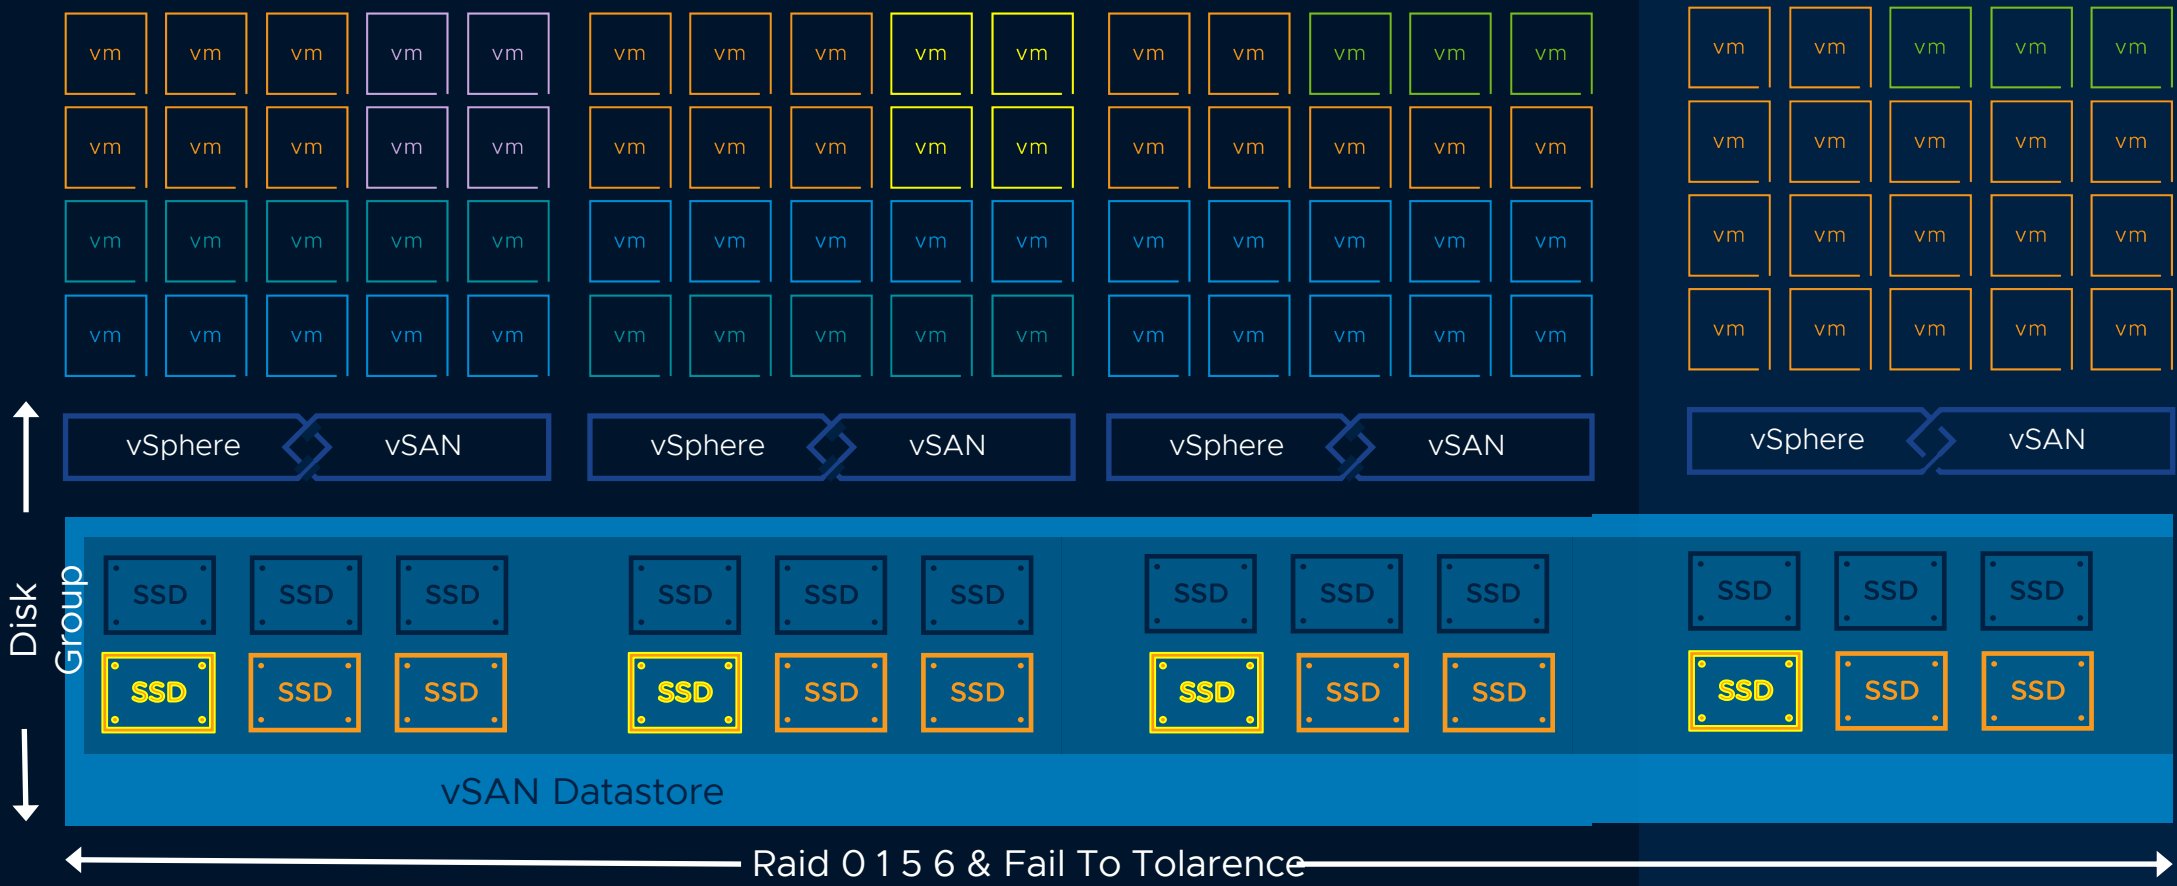 vm vm vm vm vm vm vm vm vm vm vm vm vm vm vm vm vm vm vm vm
vm vm vm vm vm vm vm vm vm vm vm vm vm vm vm vm vm vm vm vm
vm vm vm vm vm vm vm vm vm vm vm vm vm vm vm vm vm vm vm vm
vm vm vm vm vm vm vm vm vm vm vm vm vm vm vm vm vm vm vm vm
vSphere vSAN vSphere vSAN vSphere vSAN vSphere vSAN
Disk
Group
SSD SSD SSD SSD SSD SSD SSD SSD SSD SSD SSD SSD
SSD SSD SSD SSD SSD SSD SSD SSD SSD SSD SSD SSD
vSAN Datastore
Raid 0 1 5 6 & Fail To Tolarence